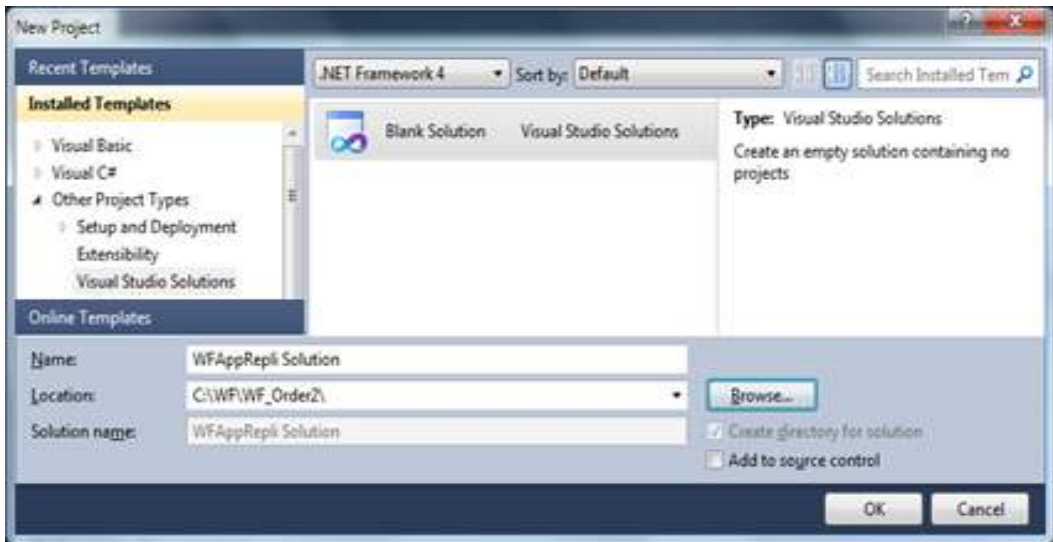 New Project
Recent Templates
.NET Framework 4 Sort by: Default Search Installed Tem
Installed Templates
Visual Basic
Visual C#
Other Project Types
Setup and Deployment
Extensibility
Visual Studio Solutions
Online Templates
Blank Solution Visual Studio Solutions
Type: Visual Studio Solutions
Create an empty solution containing no
projects
Name: WFAppRepli Solution
Location: C:\WF\WF_Order2\ Browse...
Solution name: WFAppRepli Solution Create directory for solution
Add to source control
OK Cancel